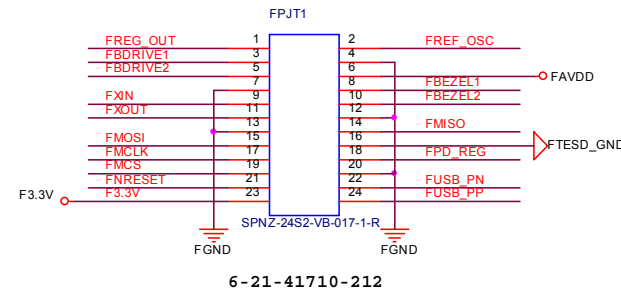 FPJT1
FREG_OUT 1 2 FREF_OSC
FBDRIVE1 3 4
FBDRIVE2 5 6 FAVDD
7 8 FBEZEL1
FXIN 9 10 FBEZEL2
FXOUT 11 12
13 14 FMISO
FMOSI 15 16 FTESD_GND
FMCLK 17 18 FPD_REG
FMCS 19 20
FNRESET 21 22 FUSB_PN
F3.3V F3.3V 23 24 FUSB_PP
SPNZ-24S2-VB-017-1-R
FGND FGND
6-21-41710-212